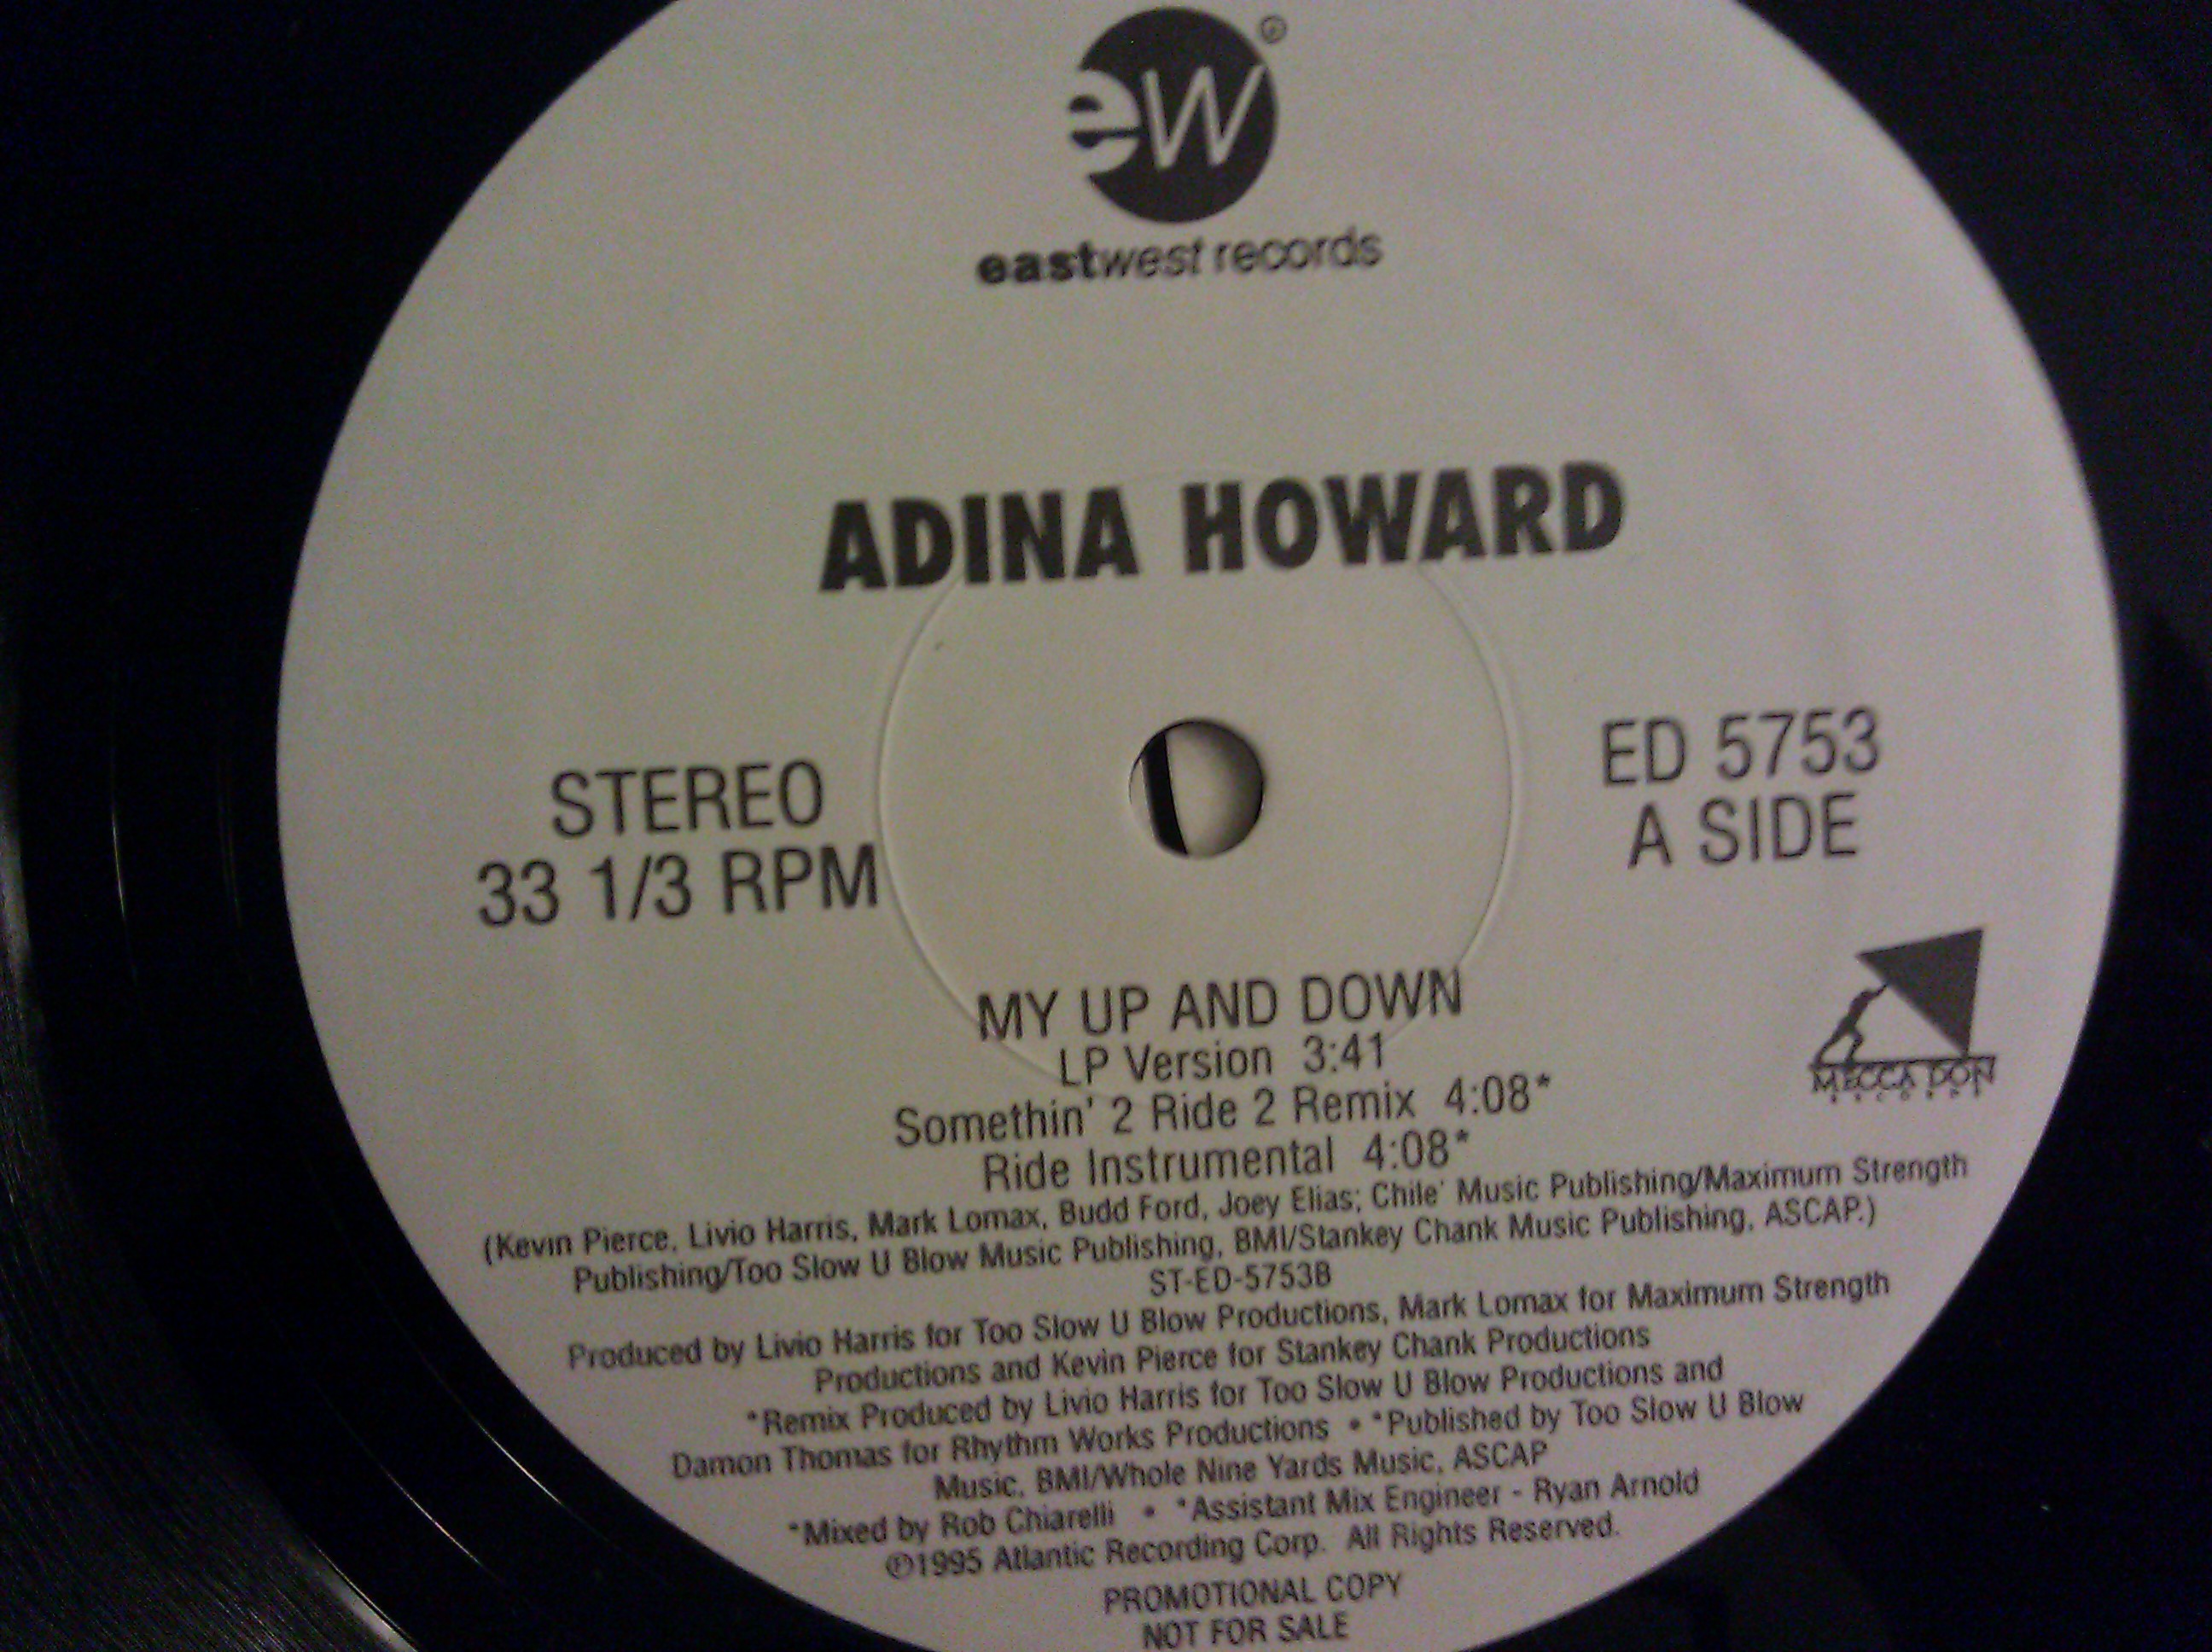 ew
®
eastwest records
ADINA HOWARD
STEREO
33 1/3 RPM
ED 5753
A SIDE
MECCA DON
RECORDS
MY UP AND DOWN
LP Version 3:41
Somethin' 2 Ride 2 Remix 4:08*
Ride Instrumental 4:08*
(Kevin Pierce, Livio Harris, Mark Lomax, Budd Ford, Joey Elias; Chile' Music Publishing/Maximum Strength
Publishing/Too Slow U Blow Music Publishing, BMI/Stankey Chank Music Publishing, ASCAP.)
ST-ED-5753B
Produced by Livio Harris for Too Slow U Blow Productions, Mark Lomax for Maximum Strength
Productions and Kevin Pierce for Stankey Chank Productions
*Remix Produced by Livio Harris for Too Slow U Blow Productions and
Damon Thomas for Rhythm Works Productions • *Published by Too Slow U Blow
Music, BMI/Whole Nine Yards Music, ASCAP
*Mixed by Rob Chiarelli • *Assistant Mix Engineer - Ryan Arnold
℗1995 Atlantic Recording Corp. All Rights Reserved.
PROMOTIONAL COPY
NOT FOR SALE